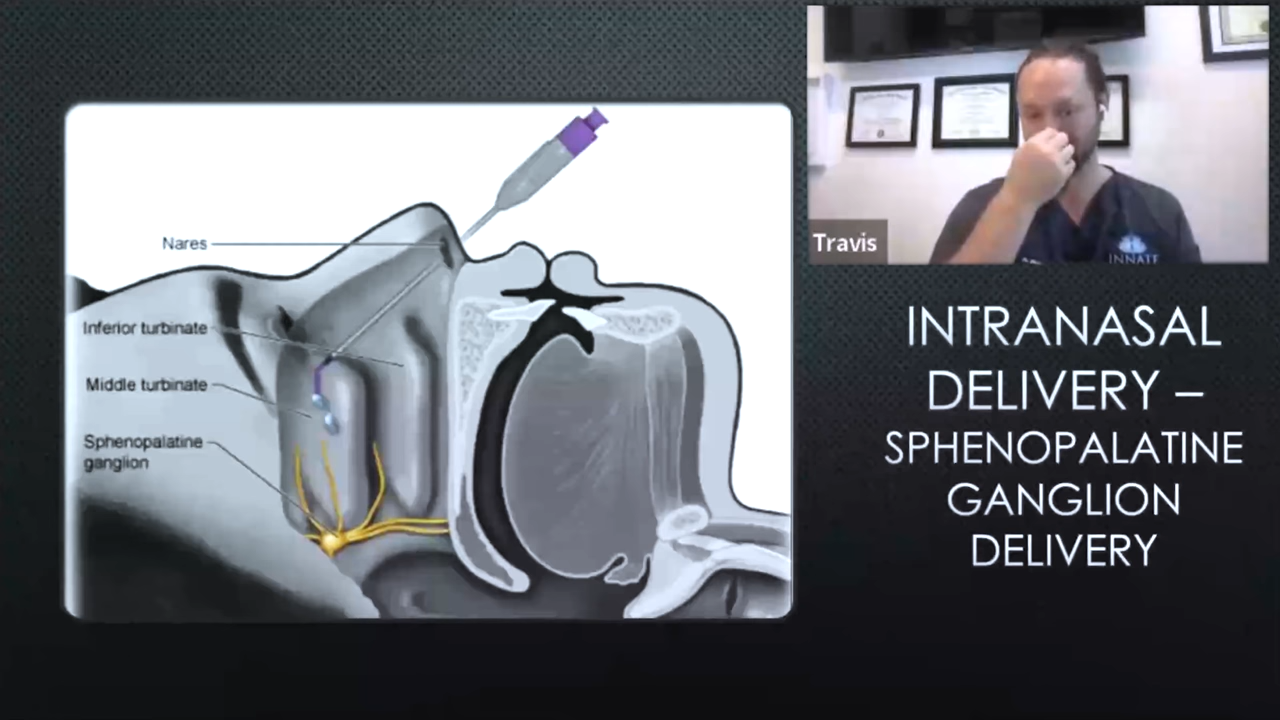 Nares
Inferior turbinate
Middle turbinate
Sphenopalatine
ganglion
Travis
INNATE
INTRANASAL
DELIVERY –
SPHENOPALATINE
GANGLION
DELIVERY